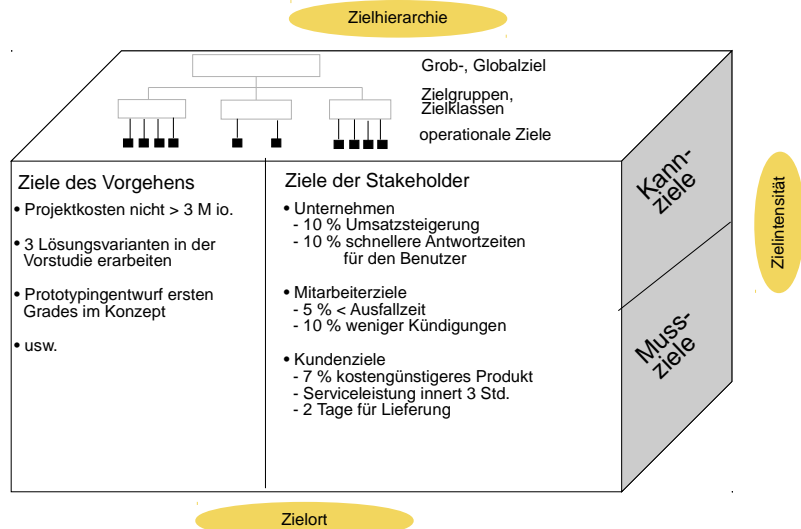 Zielhierarchie
Grob-, Globalziel
Zielgruppen,
Zielklassen
operationale Ziele
Ziele des Vorgehens
• Projektkosten nicht > 3 M io.
• 3 Lösungsvarianten in der
Vorstudie erarbeiten
• Prototypingentwurf ersten
Grades im Konzept
• usw.
Ziele der Stakeholder
• Unternehmen
- 10 % Umsatzsteigerung
- 10 % schnellere Antwortzeiten
für den Benutzer
• Mitarbeiterziele
- 5 % < Ausfallzeit
- 10 % weniger Kündigungen
• Kundenziele
- 7 % kostengünstigeres Produkt
- Serviceleistung innert 3 Std.
- 2 Tage für Lieferung
Kann-
ziele
Muss-
ziele
Zielintensität
Zielort